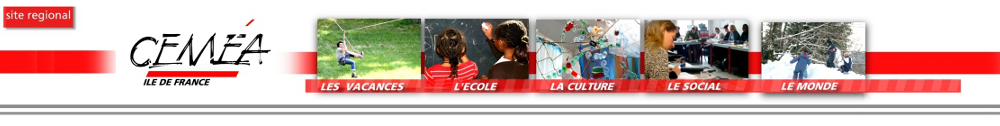 site regional
CEMÉA
ILE DE FRANCE
LES VACANCES
L'ECOLE
LA CULTURE
LE SOCIAL
LE MONDE